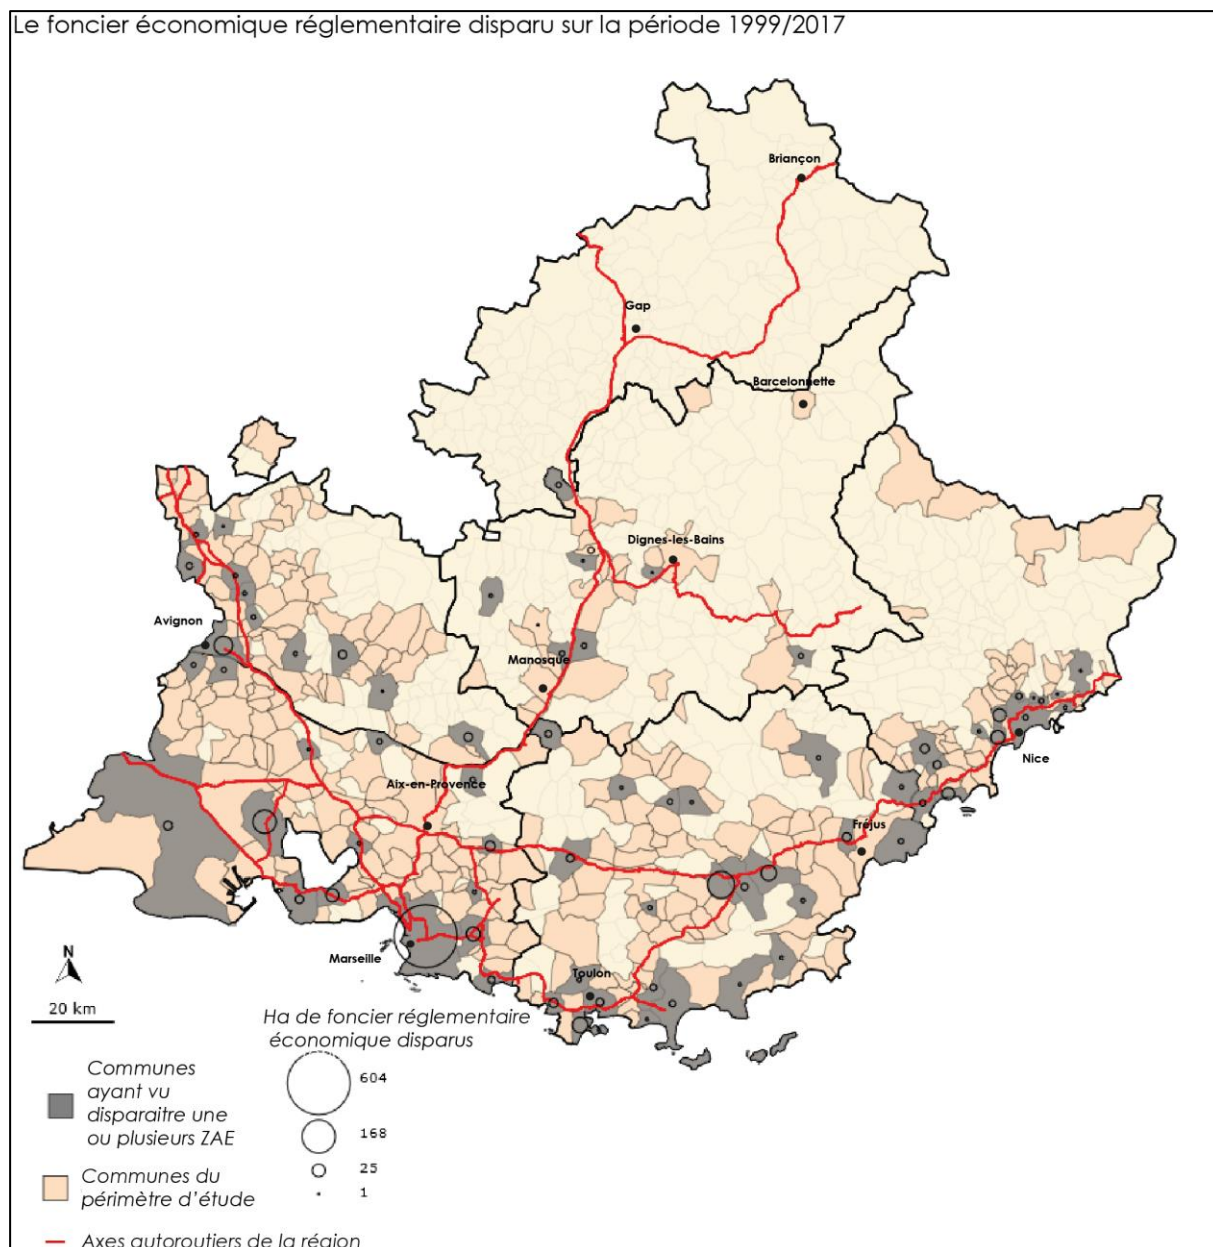 Le foncier économique réglementaire disparu sur la période 1999/2017
Briançon
Gap
Barcelonnette
Dignes-les-Bains
Avignon
Manosque
Nice
Aix-en-Provence
Fréjus
Marseille
Toulon
N
20 km
Ha de foncier réglementaire
économique disparus
604
168
25
1
Communes
ayant vu
disparaitre une
ou plusieurs ZAE
Communes du
périmètre d'étude
Axes autoroutiers de la région